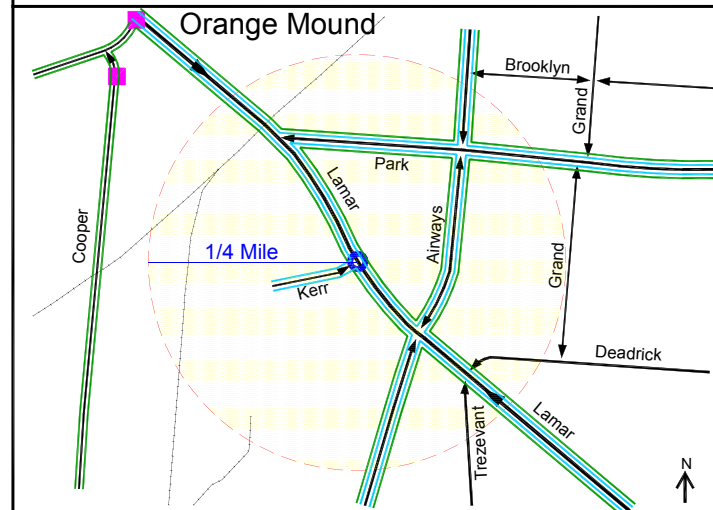 Orange Mound
Brooklyn
Grand
Park
Lamar
Cooper
Airways
1/4 Mile
Grand
Kerr
Deadrick
Lamar
Trezevant
N